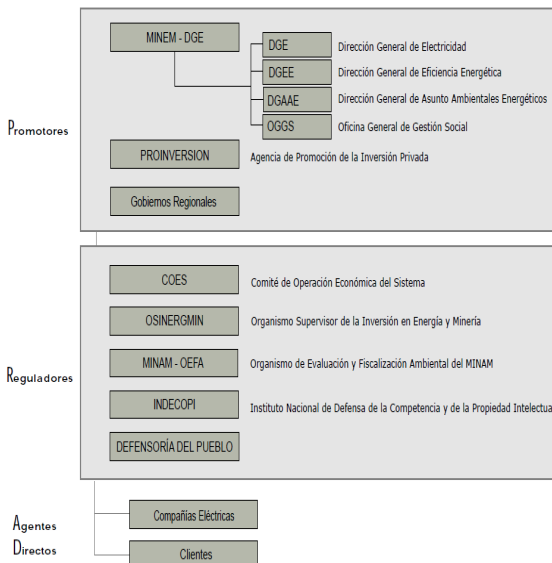 MINEM - DGE
DGE Dirección General de Electricidad
DGEE Dirección General de Eficiencia Energética
DGAAE Dirección General de Asunto Ambientales Energéticos
OGGS Oficina General de Gestión Social
Promotores
PROINVERSION Agencia de Promoción de la Inversión Privada
Gobiernos Regionales
COES Comité de Operación Económica del Sistema
OSINERGMIN Organismo Supervisor de la Inversión en Energía y Minería
MINAM - OEFA Organismo de Evaluación y Fiscalización Ambiental del MINAM
Reguladores
INDECOPI Instituto Nacional de Defensa de la Competencia y de la Propiedad Intelectua
DEFENSORÍA DEL PUEBLO
Agentes
Directos
Compañías Eléctricas
Clientes